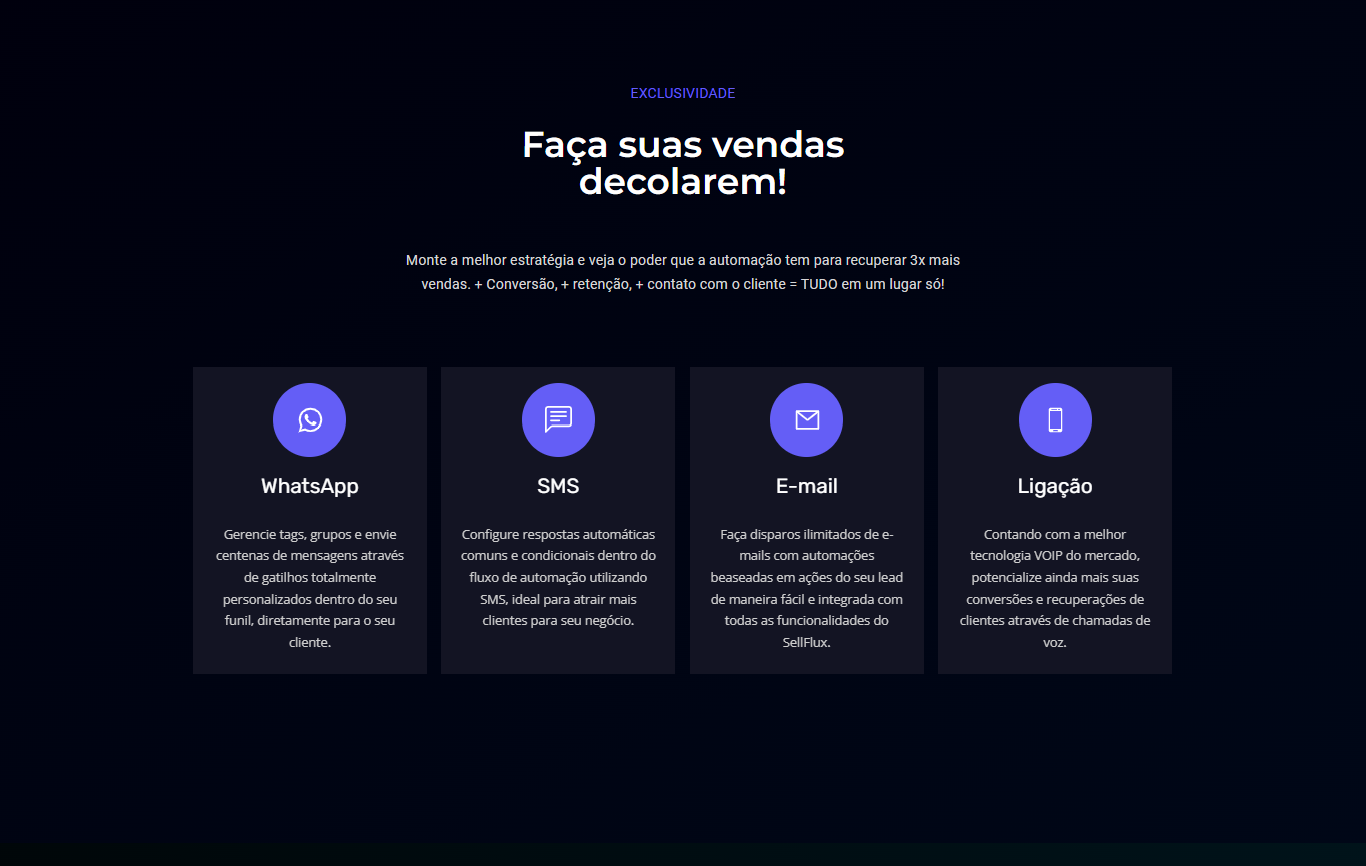 EXCLUSIVIDADE
Faça suas vendas
decolarem!
Monte a melhor estratégia e veja o poder que a automação tem para recuperar 3x mais
vendas. + Conversão, + retenção, + contato com o cliente = TUDO em um lugar só!
WhatsApp
Gerencie tags, grupos e envie
centenas de mensagens através
de gatilhos totalmente
personalizados dentro do seu
funil, diretamente para o seu
cliente.
SMS
Configure respostas automáticas
comuns e condicionais dentro do
fluxo de automação utilizando
SMS, ideal para atrair mais
clientes para seu negócio.
E-mail
Faça disparos ilimitados de e-
mails com automações
beaseadas em ações do seu lead
de maneira fácil e integrada com
todas as funcionalidades do
SellFlux.
Ligação
Contando com a melhor
tecnologia VOIP do mercado,
potencialize ainda mais suas
conversões e recuperações de
clientes através de chamadas de
voz.